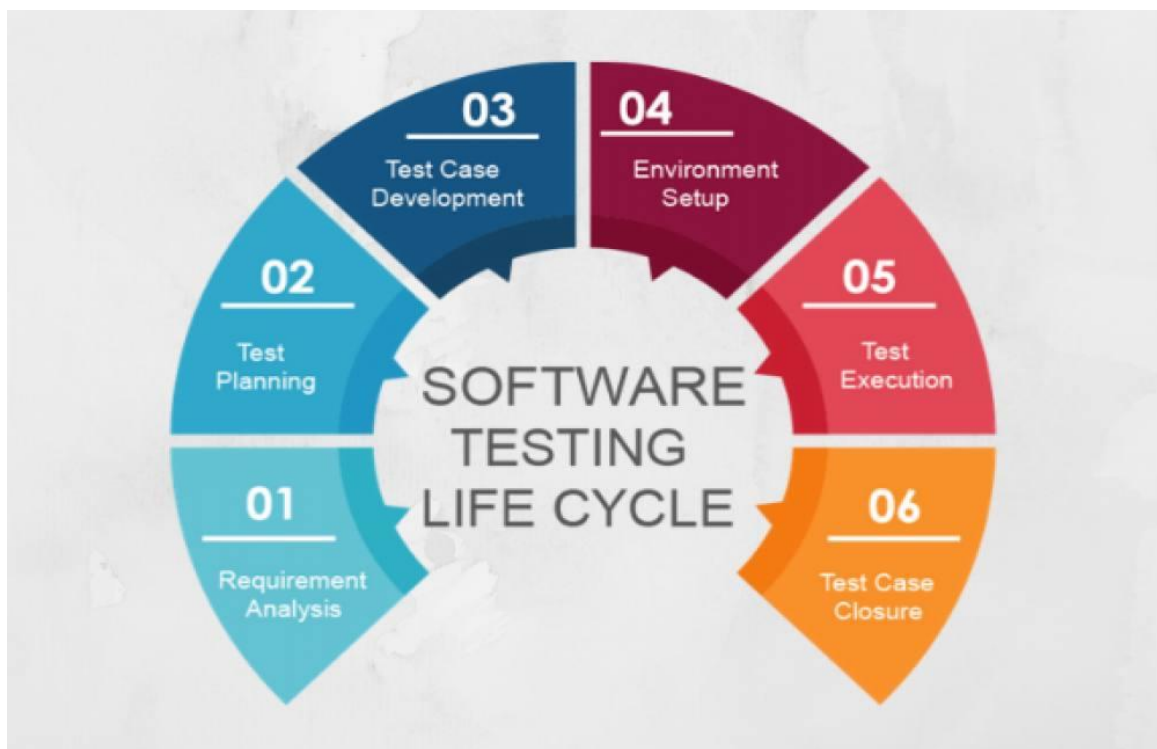 01
Requirement
Analysis
02
Test
Planning
03
Test Case
Development
04
Environment
Setup
05
Test
Execution
06
Test Case
Closure
SOFTWARE
TESTING
LIFE CYCLE